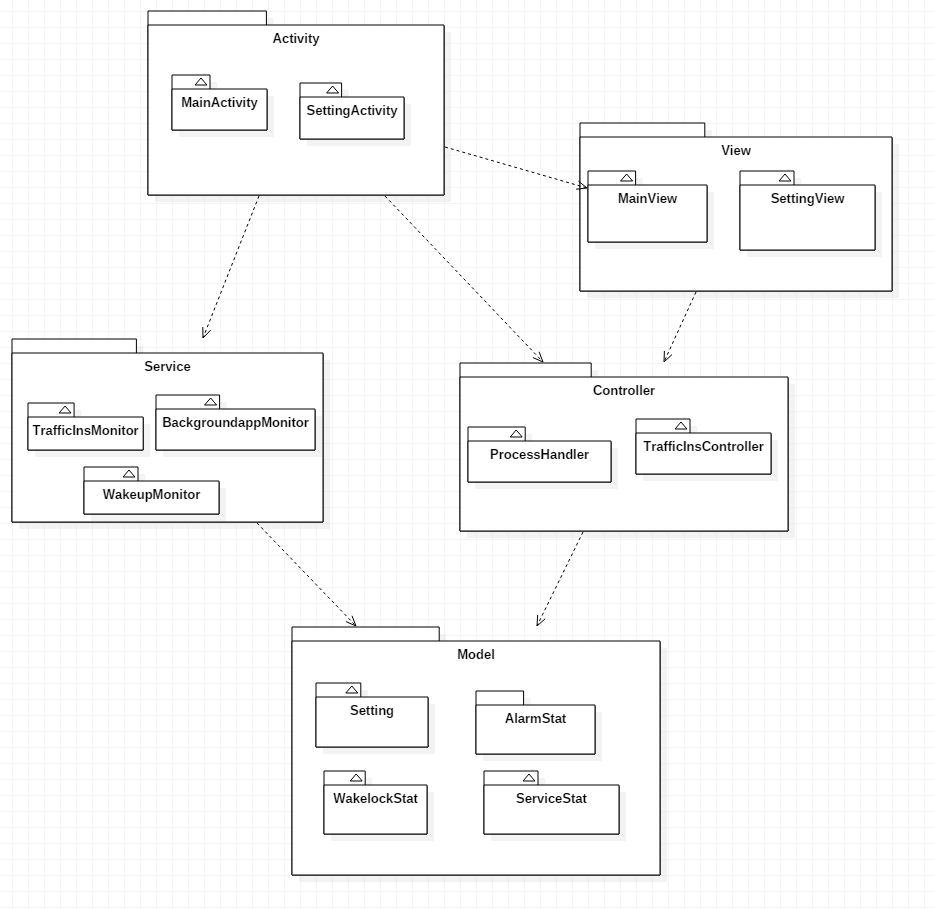 Activity
MainActivity
SettingActivity
View
MainView
SettingView
Service
TrafficInsMonitor
BackgroundappMonitor
WakeupMonitor
Controller
ProcessHandler
TrafficInsController
Model
Setting
AlarmStat
WakelockStat
ServiceStat